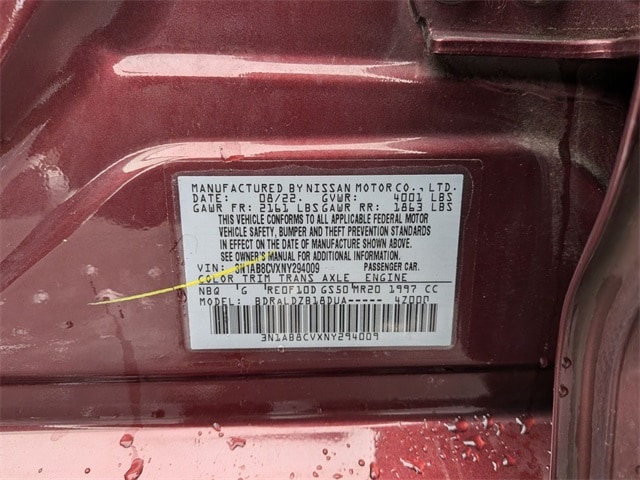 MANUFACTURED BY NISSAN MOTOR CO., LTD.
DATE: 08/22. GVWR: 4001 LBS
GAWR FR: 2161 LBS GAWR RR: 1863 LBS
THIS VEHICLE CONFORMS TO ALL APPLICABLE FEDERAL MOTOR
VEHICLE SAFETY, BUMPER AND THEFT PREVENTION STANDARDS
IN EFFECT ON THE DATE OF MANUFACTURE SHOWN ABOVE.
SEE OWNER'S MANUAL FOR ADDITIONAL INFORMATION.
VIN: 3N1AB8CVXNY294009 PASSENGER CAR.
COLOR TRIM TRANS AXLE ENGINE
NBQ 'G RE0F10D GS50 MR20 1997 CC
MODEL: BDRALDZB18DUA----- 47000
3N1AB8CVXNY294009